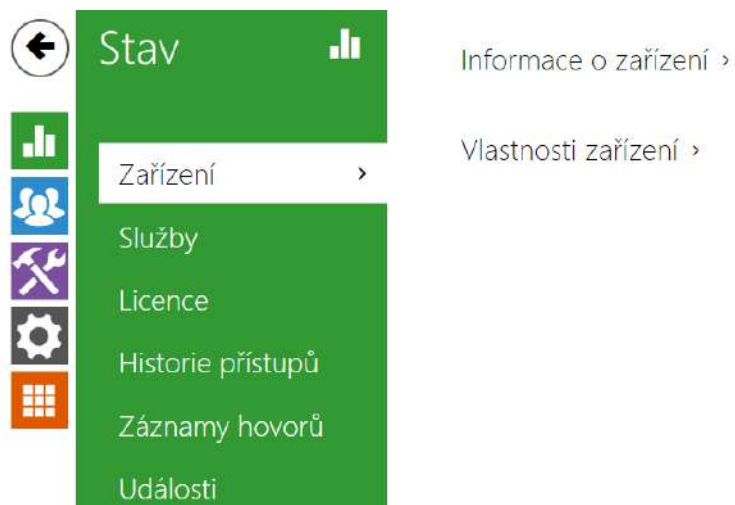 Stav
Zařízení ›
Služby
Licence
Historie přístupů
Záznamy hovorů
Události
Informace o zařízení ›
Vlastnosti zařízení ›